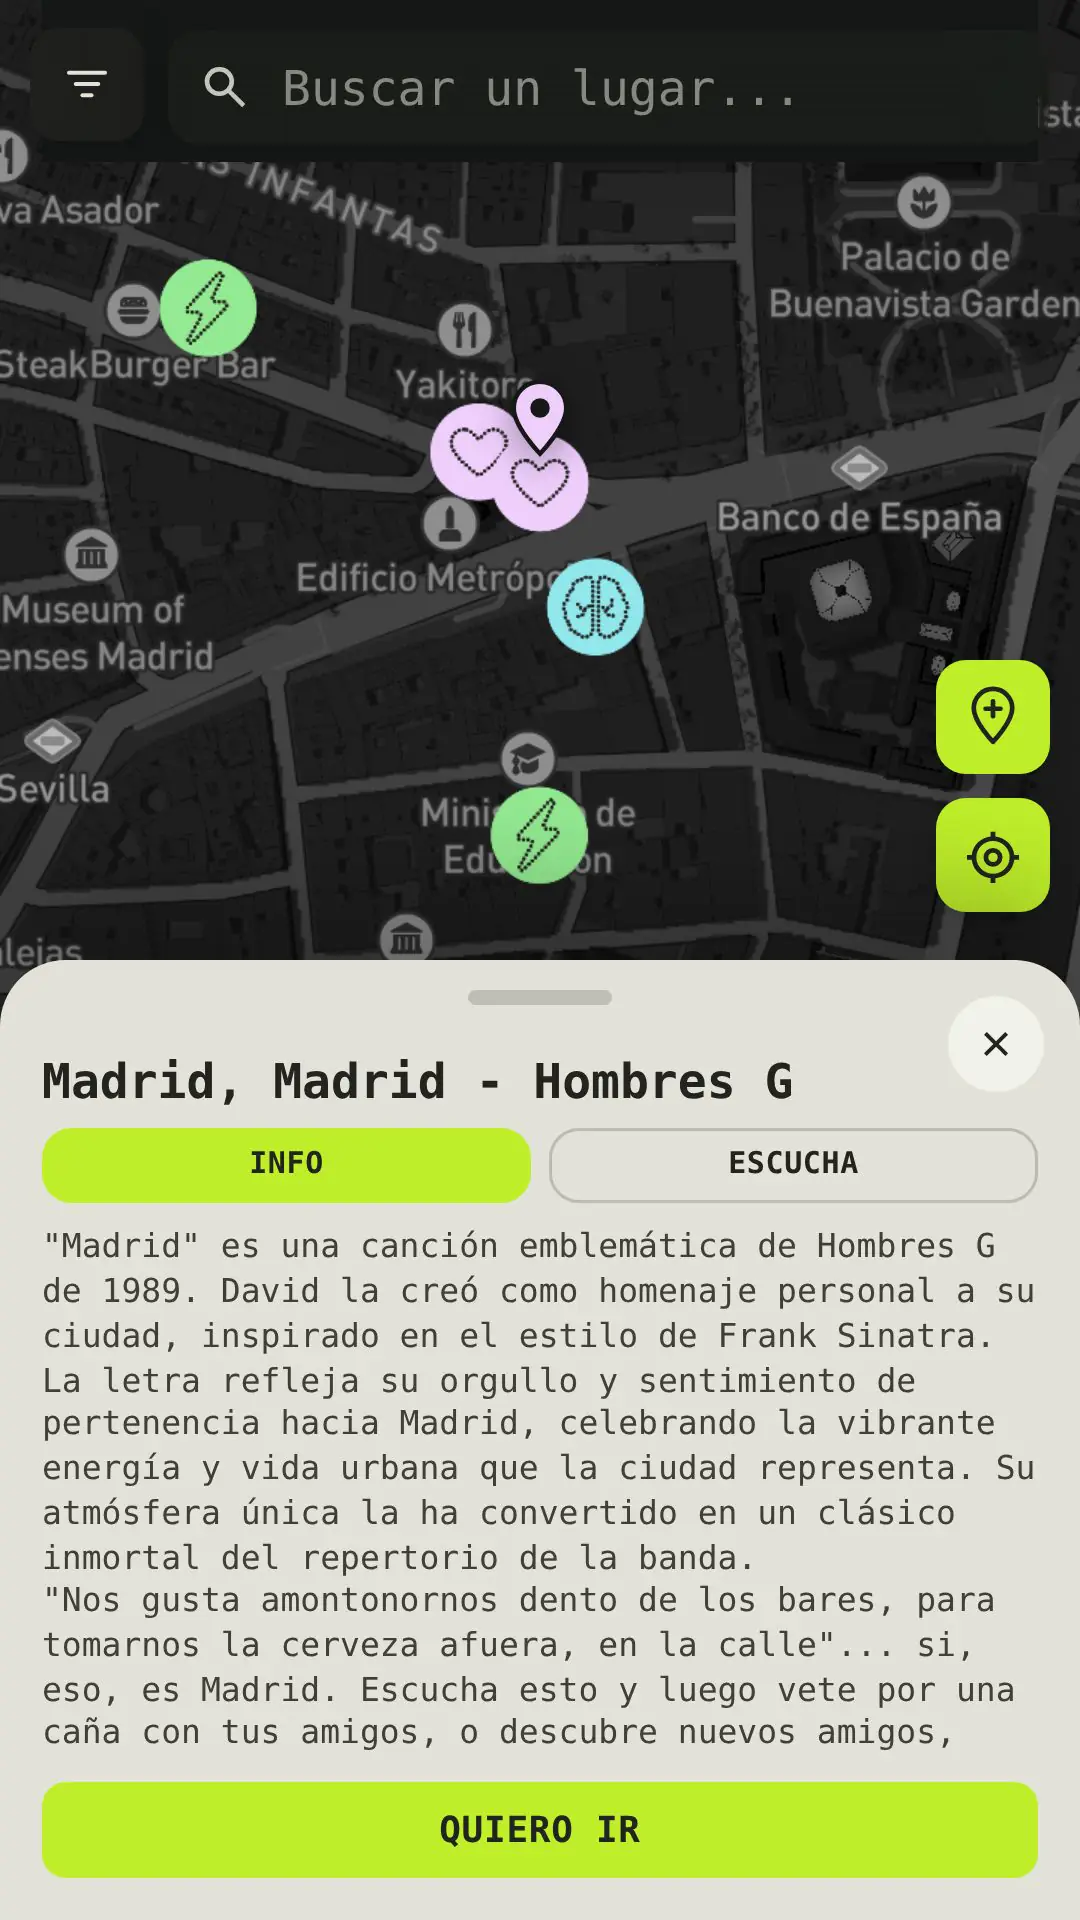 Buscar un lugar...
INFANTAS
va Asador
Palacio de
Buenavista Garden
SteakBurger Bar
Yakitoro
Banco de España
Edificio Metrópo
Museum of
enses Madrid
Sevilla
Minis de
Edu ón
alejas
Madrid, Madrid - Hombres G
INFO
ESCUCHA
"Madrid" es una canción emblemática de Hombres G
de 1989. David la creó como homenaje personal a su
ciudad, inspirado en el estilo de Frank Sinatra.
La letra refleja su orgullo y sentimiento de
pertenencia hacia Madrid, celebrando la vibrante
energía y vida urbana que la ciudad representa. Su
atmósfera única la ha convertido en un clásico
inmortal del repertorio de la banda.
"Nos gusta amontonornos dento de los bares, para
tomarnos la cerveza afuera, en la calle"... si,
eso, es Madrid. Escucha esto y luego vete por una
caña con tus amigos, o descubre nuevos amigos,
QUIERO IR